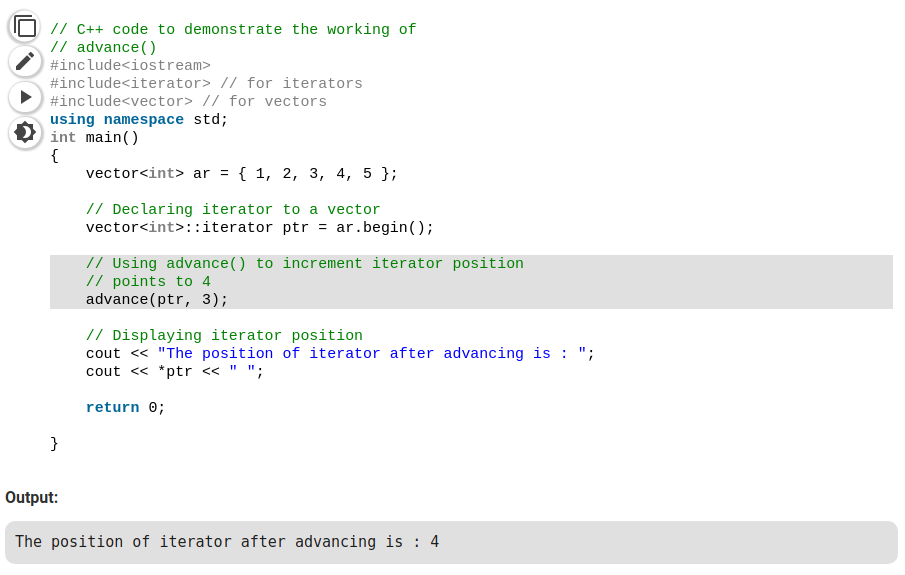 // C++ code to demonstrate the working of
// advance()
#include<iostream>
#include<iterator> // for iterators
#include<vector> // for vectors
using namespace std;
int main()
{
    vector<int> ar = { 1, 2, 3, 4, 5 };
    // Declaring iterator to a vector
    vector<int>::iterator ptr = ar.begin();
    // Using advance() to increment iterator position
    // points to 4
    advance(ptr, 3);
    // Displaying iterator position
    cout << "The position of iterator after advancing is : ";
    cout << *ptr << " ";
    return 0;
}
Output:
The position of iterator after advancing is : 4